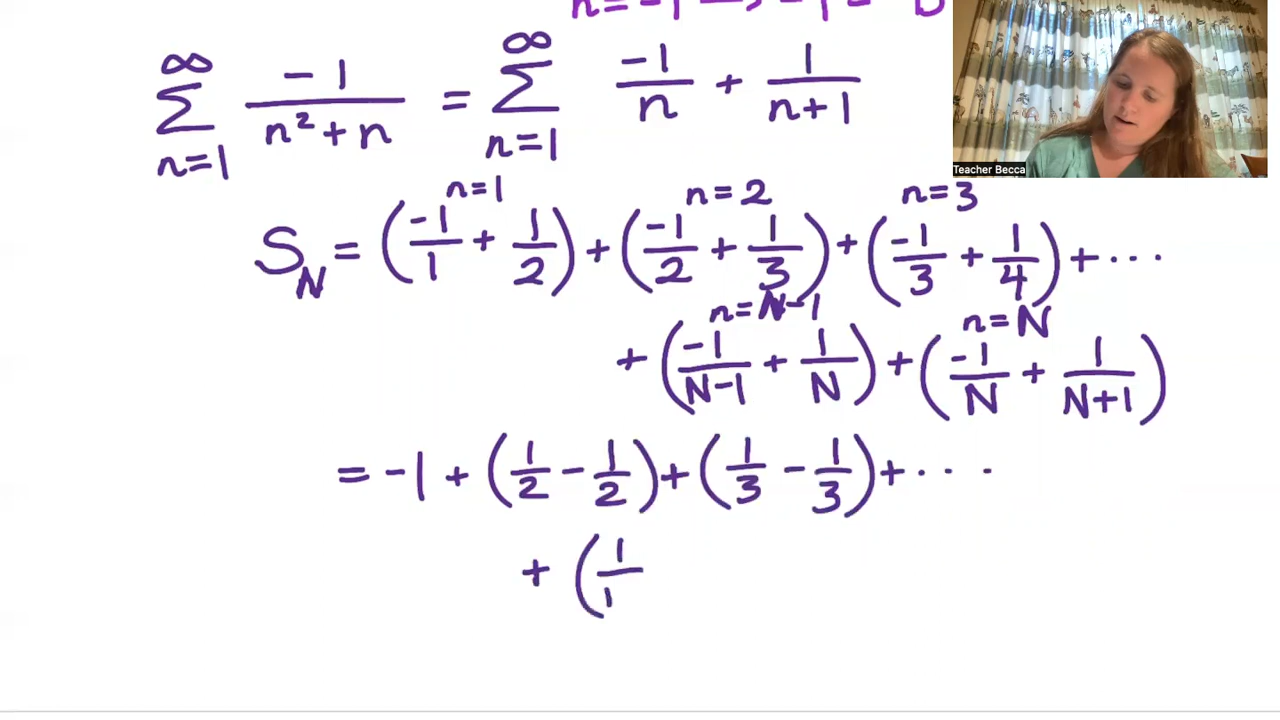 ∞ ∑ n=1 -1/(n²+n) = ∞ ∑ n=1 -1/n + 1/(n+1)
Teacher Becca
n=1 n=2 n=3
S_N = (-1/1 + 1/2) + (-1/2 + 1/3) + (-1/3 + 1/4) + ...
n=N-1 n=N
+ (-1/(N-1) + 1/N) + (-1/N + 1/(N+1))
= -1 + (1/2 - 1/2) + (1/3 - 1/3) + ...
+ (1/